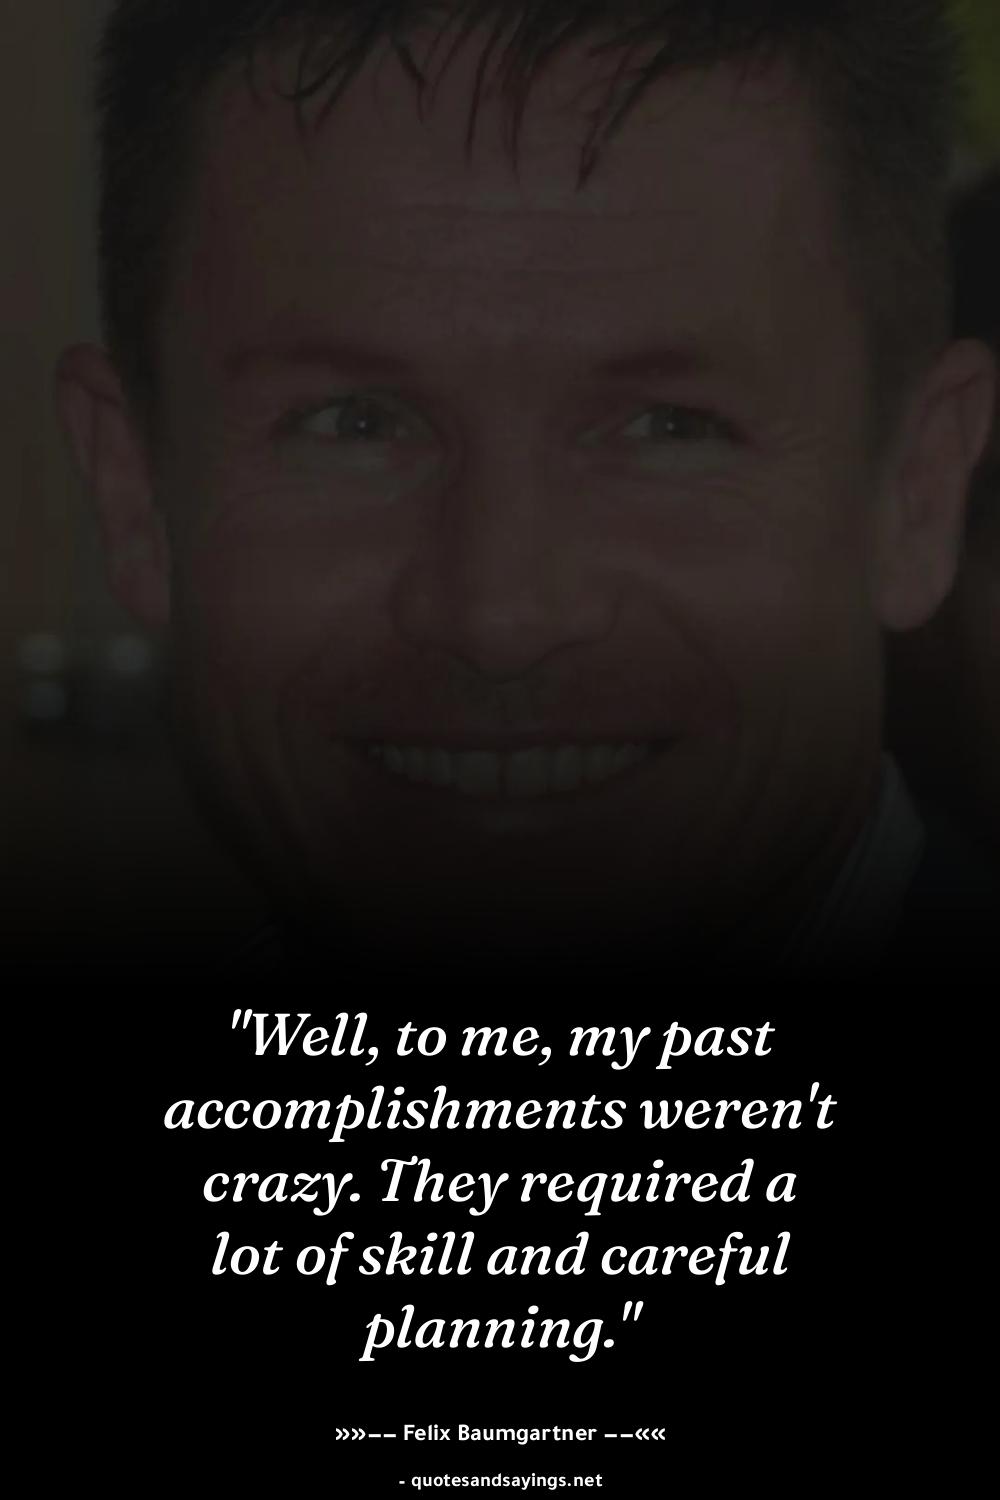 "Well, to me, my past
accomplishments weren't
crazy. They required a
lot of skill and careful
planning."
»»–– Felix Baumgartner ––««
- quotesandsayings.net